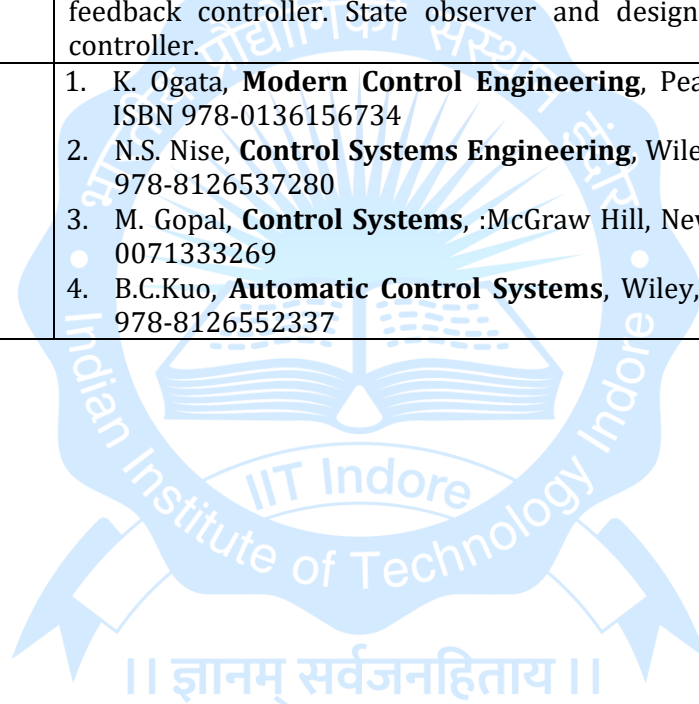 feedback controller. State observer and design
controller.
1. K. Ogata, Modern Control Engineering, Pea
ISBN 978-0136156734
2. N.S. Nise, Control Systems Engineering, Wile
978-8126537280
3. M. Gopal, Control Systems, :McGraw Hill, New
0071333269
4. B.C.Kuo, Automatic Control Systems, Wiley,
978-8126552337
भारतीय प्रौद्योगिकी संस्थान इंदौर
Indian Institute of Technology Indore
IIT Indore
।। ज्ञानम् सर्वजनहिताय ।।